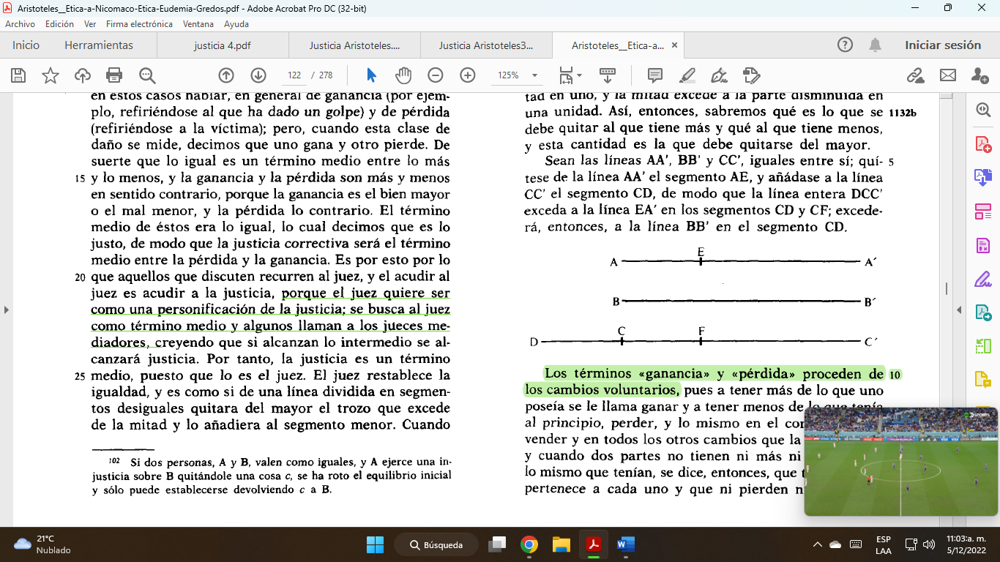 Aristoteles__Etica-a-Nicomaco-Etica-Eudemia-Gredos.pdf - Adobe Acrobat Pro DC (32-bit)
Archivo Edición Ver Firma electrónica Ventana Ayuda
Inicio Herramientas justicia 4.pdf Justicia Aristoteles.... Justicia Aristoteles3... Aristoteles__Etica-a... × Iniciar sesión
122 / 278 125%
en estos casos hablar, en general de ganancia (por ejem-
plo, refiriéndose al que ha dado un golpe) y de pérdida
(refiriéndose a la víctima); pero, cuando esta clase de
daño se mide, decimos que uno gana y otro pierde. De
suerte que lo igual es un término medio entre lo más
15 y lo menos, y la ganancia y la pérdida son más y menos
en sentido contrario, porque la ganancia es el bien mayor
o el mal menor, y la pérdida lo contrario. El término
medio de éstos era lo igual, lo cual decimos que es lo
justo, de modo que la justicia correctiva será el término
medio entre la pérdida y la ganancia. Es por esto por lo
20 que aquellos que discuten recurren al juez, y el acudir al
juez es acudir a la justicia, porque el juez quiere ser
como una personificación de la justicia; se busca al juez
como término medio y algunos llaman a los jueces me-
diadores, creyendo que si alcanzan lo intermedio se al-
canzará justicia. Por tanto, la justicia es un término
25 medio, puesto que lo es el juez. El juez restablece la
igualdad, y es como si de una línea dividida en segmen-
tos desiguales quitara del mayor el trozo que excede
de la mitad y lo añadiera al segmento menor. Cuando
102 Si dos personas, A y B, valen como iguales, y A ejerce una in-
justicia sobre B quitándole una cosa c, se ha roto el equilibrio inicial
y sólo puede establecerse devolviendo c a B.
tad en uno, y la mitad excede a la parte disminuida en
una unidad. Así, entonces, sabremos qué es lo que se 1132b
debe quitar al que tiene más y qué al que tiene menos,
y esta cantidad es la que debe quitarse del mayor.
Sean las líneas AA', BB' y CC', iguales entre sí; quí- 5
tese de la línea AA' el segmento AE, y añádase a la línea
CC' el segmento CD, de modo que la línea entera DCC'
exceda a la línea EA' en los segmentos CD y CF; excede-
rá, entonces, a la línea BB' en el segmento CD.
E
A A'
B B'
C F
D C'
Los términos «ganancia» y «pérdida» proceden de 10
los cambios voluntarios, pues a tener más de lo que uno
poseía se le llama ganar y a tener menos de lo que tenía
al principio, perder, y lo mismo en el
vender y en todos los otros cambios que la
y cuando dos partes no tienen ni más ni
lo mismo que tenían, se dice, entonces, que
pertenece a cada uno y que ni pierden
SPORTS
21°C
Nublado
Búsqueda
ESP
LAA
11:03 a. m.
5/12/2022